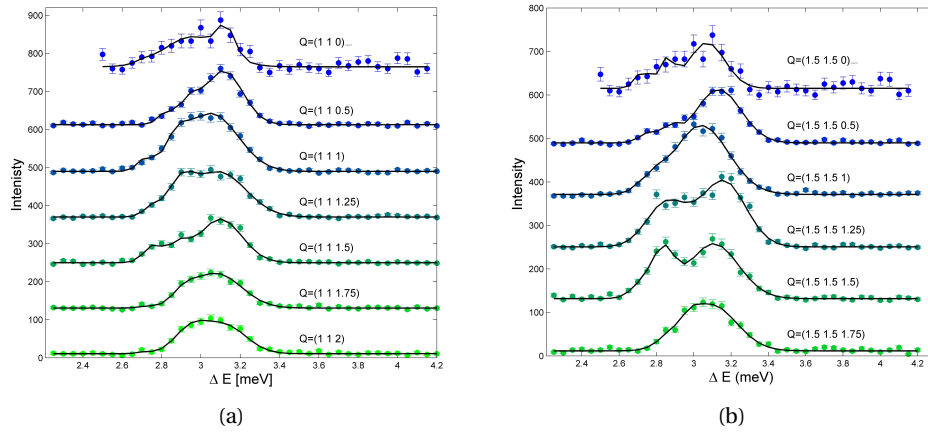 900
800
700
600
500
400
300
200
100
0
Intenisty
Q=(1 1 0)
Q=(1 1 0.5)
Q=(1 1 1)
Q=(1 1 1.25)
Q=(1 1 1.5)
Q=(1 1 1.75)
Q=(1 1 2)
2.4 2.6 2.8 3 3.2 3.4 3.6 3.8 4 4.2
Δ E [meV]
(a)
800
700
600
500
400
300
200
100
0
Intensity
Q=(1.5 1.5 0)
Q=(1.5 1.5 0.5)
Q=(1.5 1.5 1)
Q=(1.5 1.5 1.25)
Q=(1.5 1.5 1.5)
Q=(1.5 1.5 1.75)
2.4 2.6 2.8 3 3.2 3.4 3.6 3.8 4 4.2
Δ E (meV)
(b)